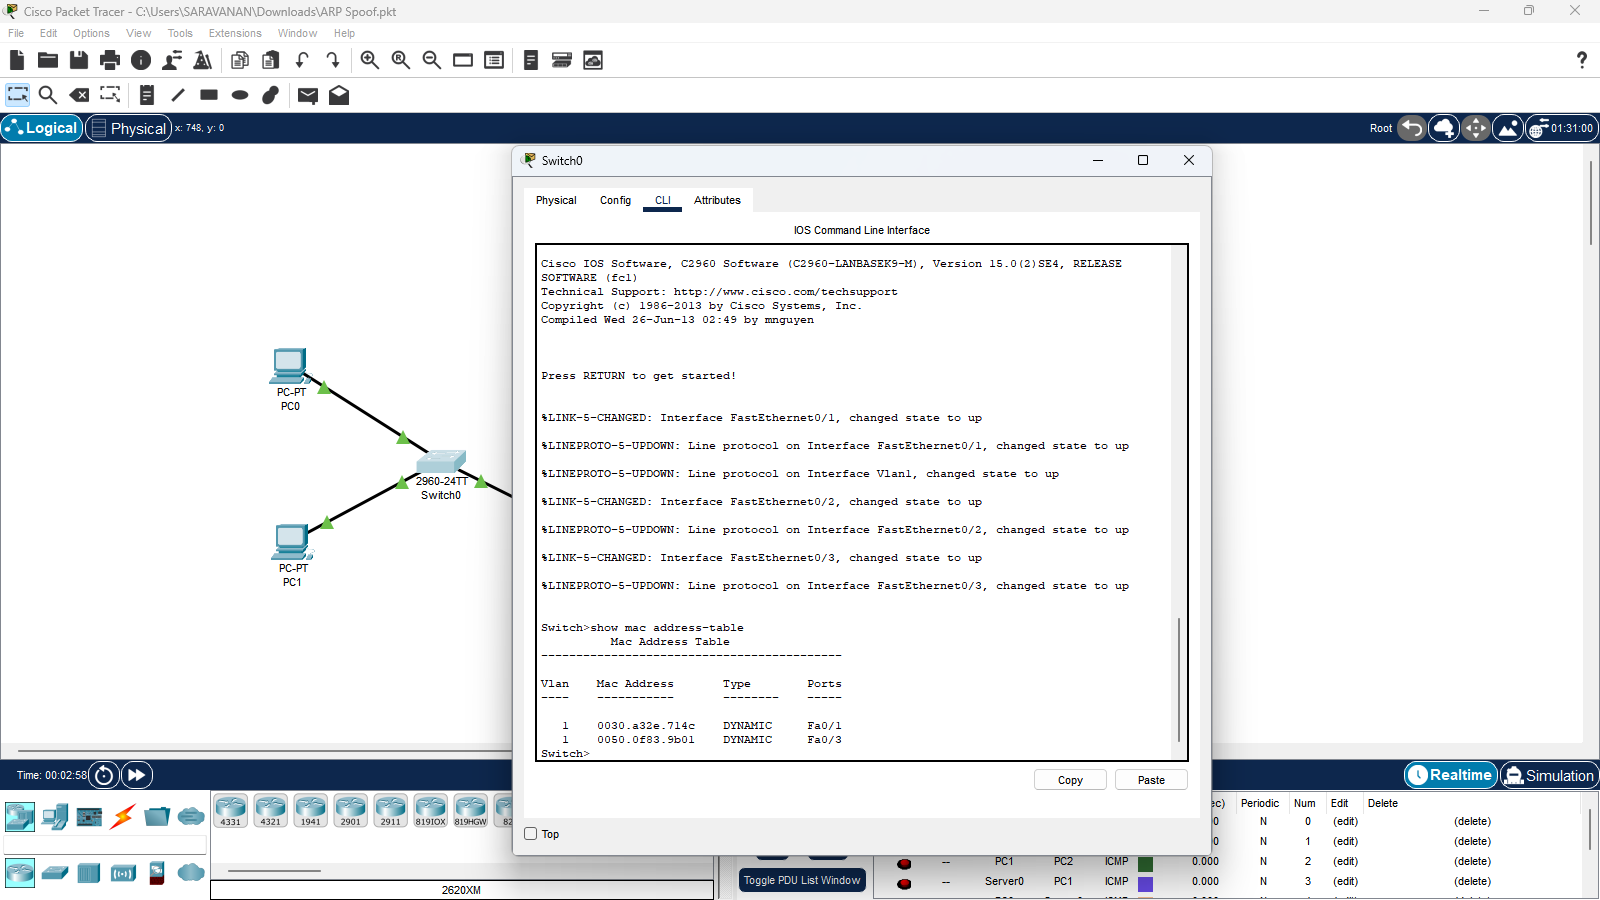 Cisco Packet Tracer - C:\Users\SARAVANAN\Downloads\ARP Spoof.pkt
File Edit Options View Tools Extensions Window Help
Logical Physical x: 748, y: 0 Root 01:31:00
Switch0
Physical Config CLI Attributes
IOS Command Line Interface
Cisco IOS Software, C2960 Software (C2960-LANBASEK9-M), Version 15.0(2)SE4, RELEASE
SOFTWARE (fc1)
Technical Support: http://www.cisco.com/techsupport
Copyright (c) 1986-2013 by Cisco Systems, Inc.
Compiled Wed 26-Jun-13 02:49 by mnguyen
Press RETURN to get started!
%LINK-5-CHANGED: Interface FastEthernet0/1, changed state to up
%LINEPROTO-5-UPDOWN: Line protocol on Interface FastEthernet0/1, changed state to up
%LINEPROTO-5-UPDOWN: Line protocol on Interface Vlan1, changed state to up
%LINK-5-CHANGED: Interface FastEthernet0/2, changed state to up
%LINEPROTO-5-UPDOWN: Line protocol on Interface FastEthernet0/2, changed state to up
%LINK-5-CHANGED: Interface FastEthernet0/3, changed state to up
%LINEPROTO-5-UPDOWN: Line protocol on Interface FastEthernet0/3, changed state to up
Switch>show mac address-table
Mac Address Table
-------------------------------------------
Vlan Mac Address Type Ports
---- ----------- -------- -----
1 0030.a32e.714c DYNAMIC Fa0/1
1 0050.0f83.9b01 DYNAMIC Fa0/3
Switch>
Copy Paste
Top
PC-PT
PC0
2960-24TT
Switch0
PC-PT
PC1
Time: 00:02:58
Realtime Simulation
4331 4321 1941 2901 2911 819IOX 819HGW 82
2620XM
Toggle PDU List Window
ec) Periodic Num Edit Delete
0 N 0 (edit) (delete)
0 N 1 (edit) (delete)
-- PC1 PC2 ICMP 0.000 N 2 (edit) (delete)
-- Server0 PC1 ICMP 0.000 N 3 (edit) (delete)